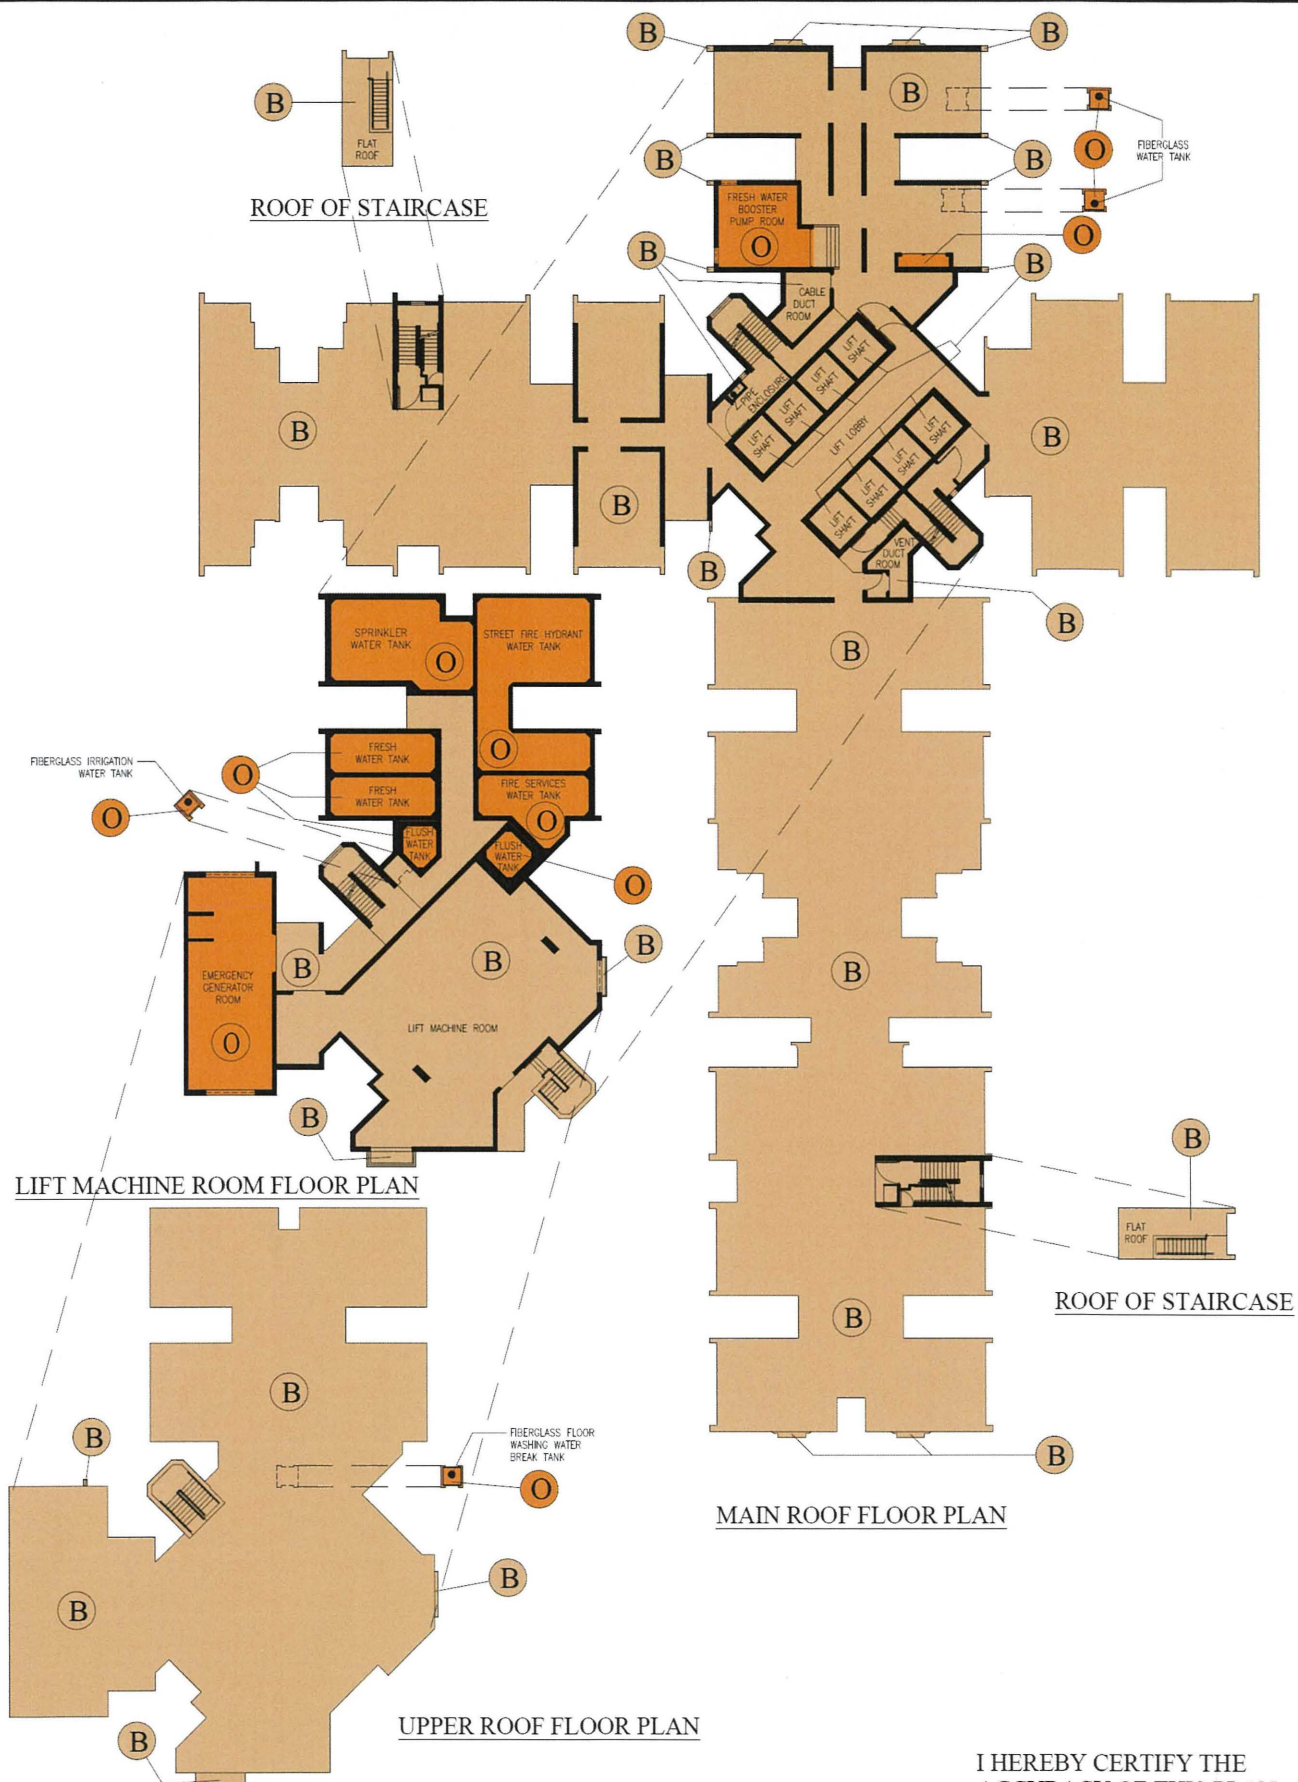 B
B
B
B
FLAT
ROOF
ROOF OF STAIRCASE
B
B
O
FIBERGLASS
WATER TANK
FRESH WATER
BOOSTER
PUMP ROOM
O
O
B
B
CABLE
DUCT
ROOM
LIFT
SHAFT
LIFT
SHAFT
LIFT
SHAFT
LIFT
SHAFT
PIPE
ENCLOSURE
LIFT LOBBY
LIFT
SHAFT
LIFT
SHAFT
LIFT
SHAFT
LIFT
SHAFT
VENT
DUCT
ROOM
B
B
B
B
B
B
SPRINKLER
WATER TANK
O
STREET FIRE HYDRANT
WATER TANK
O
FRESH
WATER TANK
FRESH
WATER TANK
O
FIBERGLASS IRRIGATION
WATER TANK
O
FIRE SERVICES
WATER TANK
O
FLUSH
WATER
TANK
FLUSH
WATER
TANK
O
EMERGENCY
GENERATOR
ROOM
O
B
B
B
LIFT MACHINE ROOM
B
LIFT MACHINE ROOM FLOOR PLAN
B
B
B
FLAT
ROOF
ROOF OF STAIRCASE
B
MAIN ROOF FLOOR PLAN
B
B
FIBERGLASS FLOOR
WASHING WATER
BREAK TANK
O
B
B
B
UPPER ROOF FLOOR PLAN
I HEREBY CERTIFY THE